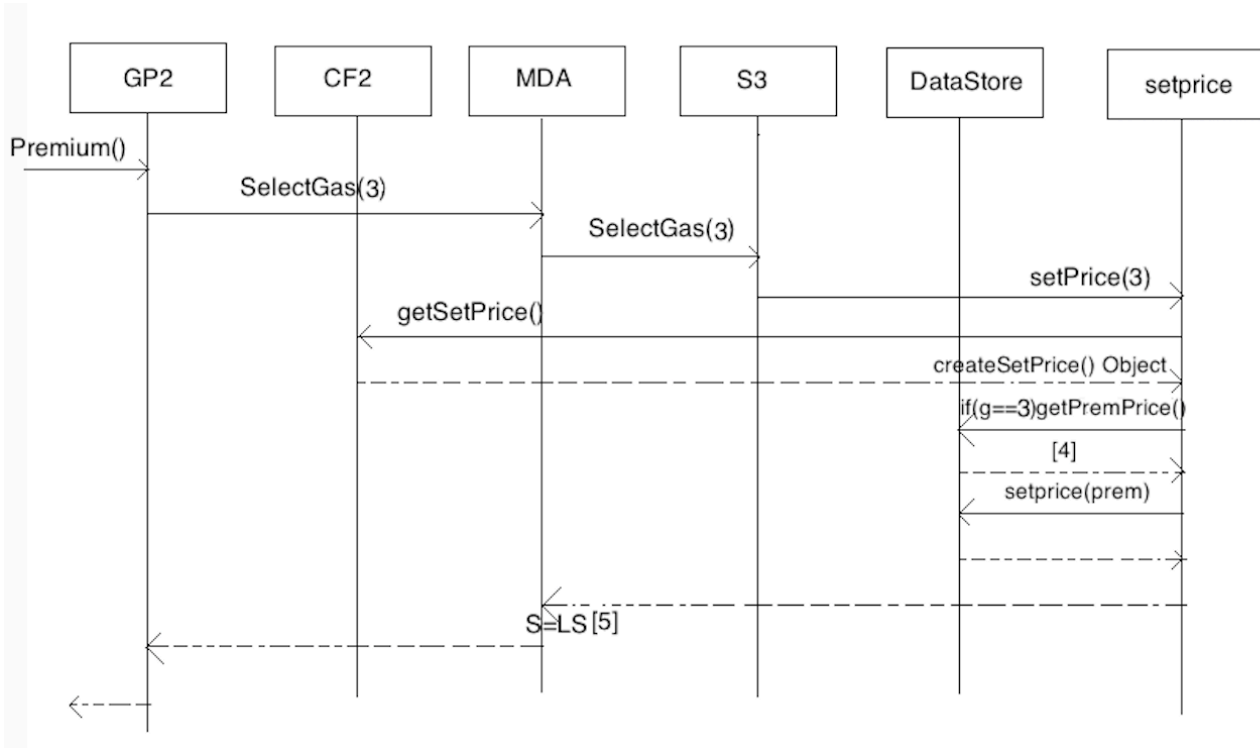 GP2
CF2
MDA
S3
DataStore
setprice
Premium()
SelectGas(3)
SelectGas(3)
setPrice(3)
getSetPrice()
createSetPrice() Object
if(g==3)getPremPrice()
[4]
setprice(prem)
S=LS[5]